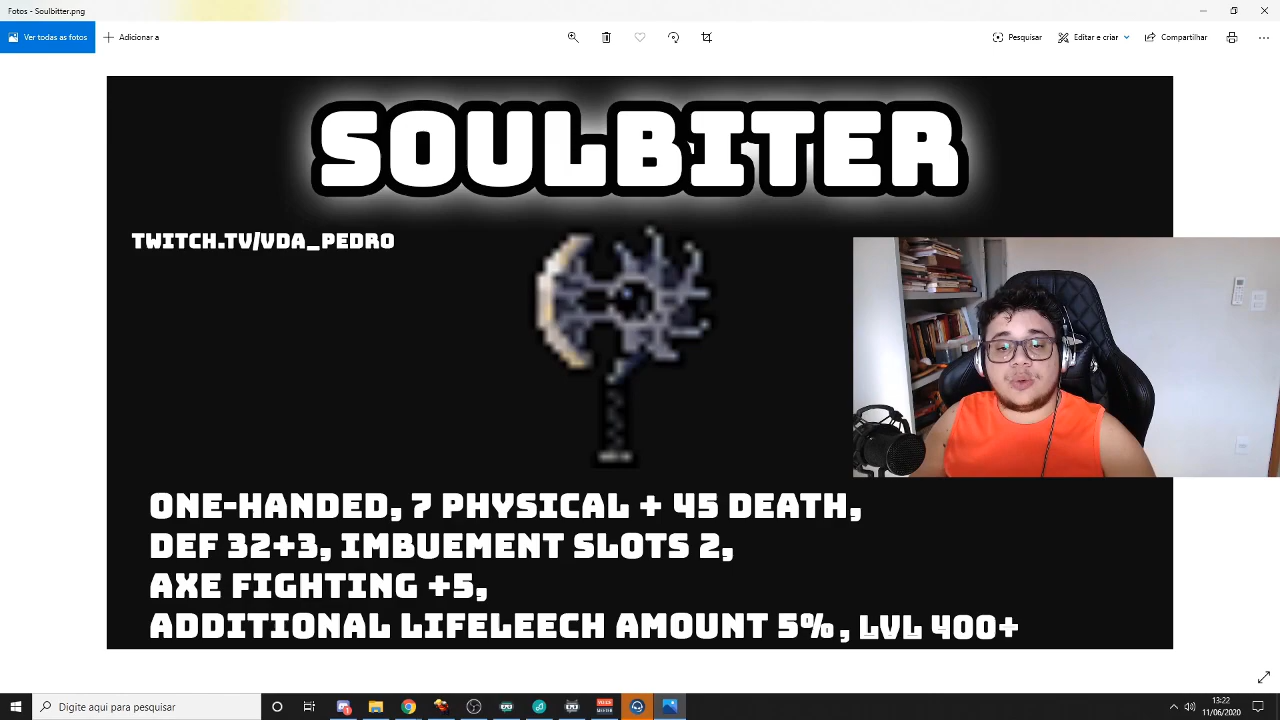 Fotos - Soulbiter.png
Ver todas as fotos
Adicionar a
Pesquisar
Editar e criar
Compartilhar
SOULBITER
TWITCH.TV/VDA_PEDRO
ONE-HANDED, 7 PHYSICAL + 45 DEATH,
DEF 32+3, IMBUEMENT SLOTS 2,
AXE FIGHTING +5,
ADDITIONAL LIFELEECH AMOUNT 5%, LVL 400+
Digite aqui para pesquisar
13:22
11/06/2020